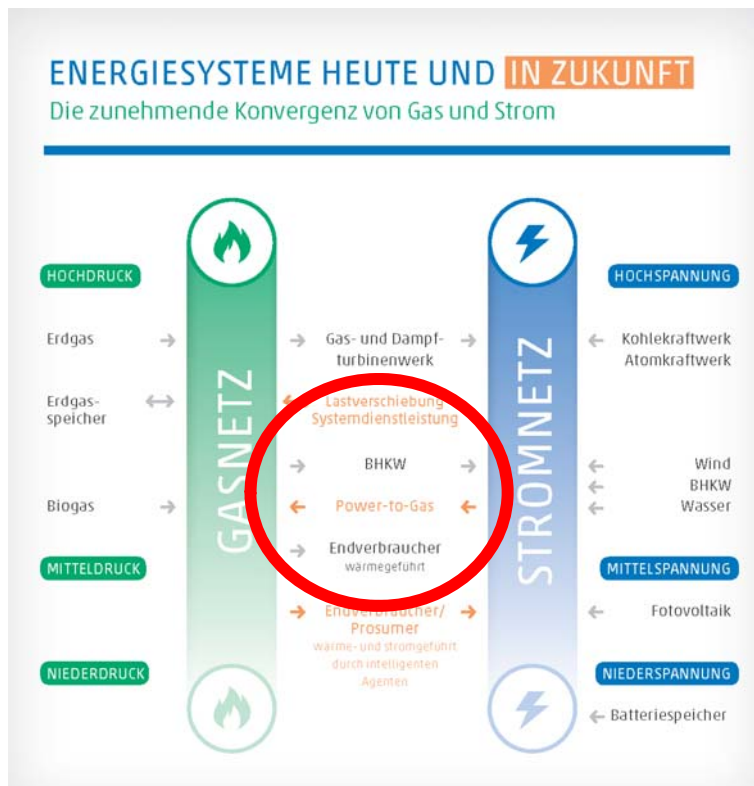 ENERGIESYSTEME HEUTE UND IN ZUKUNFT
Die zunehmende Konvergenz von Gas und Strom
HOCHDRUCK
HOCHSPANNUNG
Erdgas
Gas- und Dampf-
turbinenwerk
Kohlekraftwerk
Atomkraftwerk
Erdgas-
speicher
Lastverschiebung
Systemdienstleistung
GASNETZ
STROMNETZ
BHKW
Wind
BHKW
Wasser
Biogas
Power-to-Gas
Endverbraucher
wärmegeführt
MITTELDRUCK
MITTELSPANNUNG
Endverbraucher/
Prosumer
wärme- und stromgeführt
durch intelligenten
Agenten
Fotovoltaik
NIEDERDRUCK
NIEDERSPANNUNG
Batteriespeicher